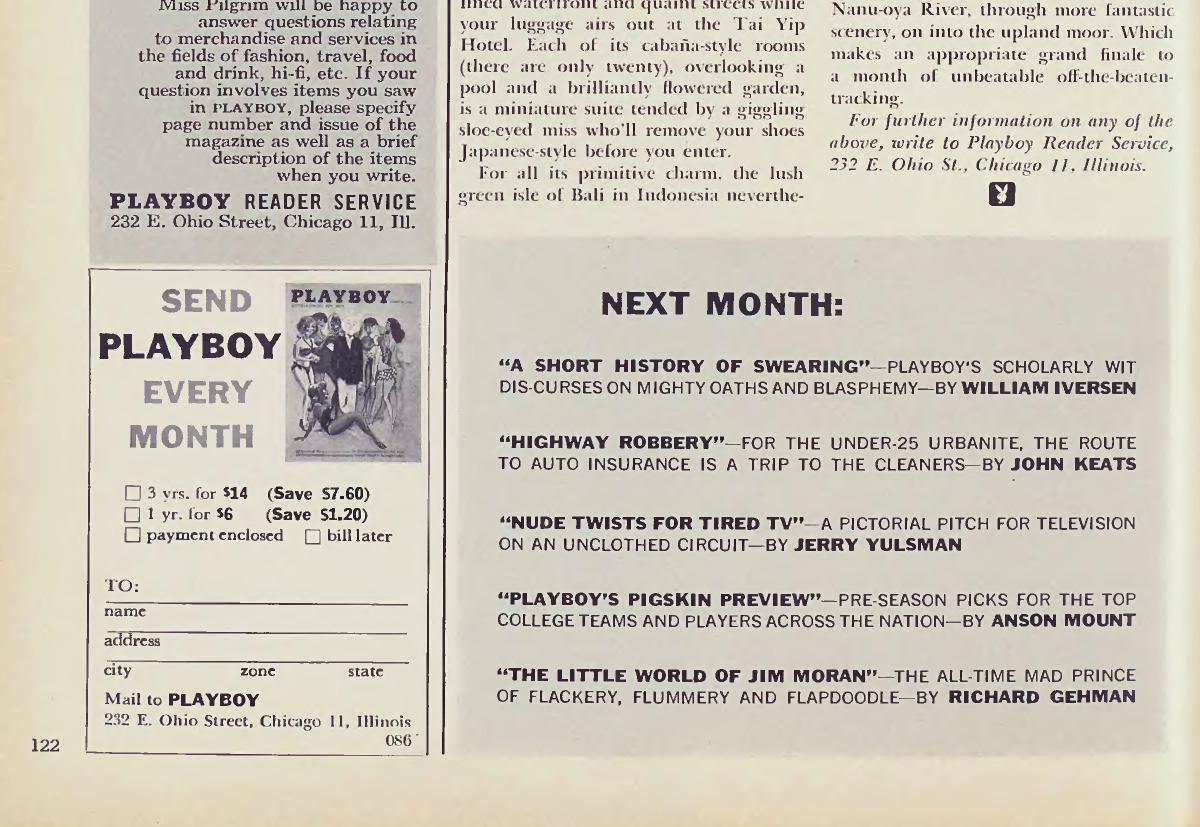 Miss Pilgrim will be happy to
answer questions relating
to merchandise and services in
the fields of fashion, travel, food
and drink, hi-fi, etc. If your
question involves items you saw
in PLAYBOY, please specify
page number and issue of the
magazine as well as a brief
description of the items
when you write.
PLAYBOY READER SERVICE
232 E. Ohio Street, Chicago 11, Ill.
SEND
PLAYBOY
EVERY
MONTH
PLAYBOY
3 yrs. for $14 (Save $7.60)
1 yr. for $6 (Save $1.20)
payment enclosed bill later
TO:
name
address
city zone state
Mail to PLAYBOY
232 E. Ohio Street, Chicago 11, Illinois
086
122
lined waterfront and quaint streets while
your luggage airs out at the Tai Yip
Hotel. Each of its cabaña-style rooms
(there are only twenty), overlooking a
pool and a brilliantly flowered garden,
is a miniature suite tended by a giggling
sloe-eyed miss who'll remove your shoes
Japanese-style before you enter.
For all its primitive charm, the lush
green isle of Bali in Indonesia neverthe-
Nanu-oya River, through more fantastic
scenery, on into the upland moor. Which
makes an appropriate grand finale to
a month of unbeatable off-the-beaten-
tracking.
For further information on any of the
above, write to Playboy Reader Service,
232 E. Ohio St., Chicago 11, Illinois.
NEXT MONTH:
"A SHORT HISTORY OF SWEARING"—PLAYBOY'S SCHOLARLY WIT
DIS-CURSES ON MIGHTY OATHS AND BLASPHEMY—BY WILLIAM IVERSEN
"HIGHWAY ROBBERY"—FOR THE UNDER-25 URBANITE, THE ROUTE
TO AUTO INSURANCE IS A TRIP TO THE CLEANERS—BY JOHN KEATS
"NUDE TWISTS FOR TIRED TV"—A PICTORIAL PITCH FOR TELEVISION
ON AN UNCLOTHED CIRCUIT—BY JERRY YULSMAN
"PLAYBOY'S PIGSKIN PREVIEW"—PRE-SEASON PICKS FOR THE TOP
COLLEGE TEAMS AND PLAYERS ACROSS THE NATION—BY ANSON MOUNT
"THE LITTLE WORLD OF JIM MORAN"—THE ALL-TIME MAD PRINCE
OF FLACKERY, FLUMMERY AND FLAPDOODLE—BY RICHARD GEHMAN